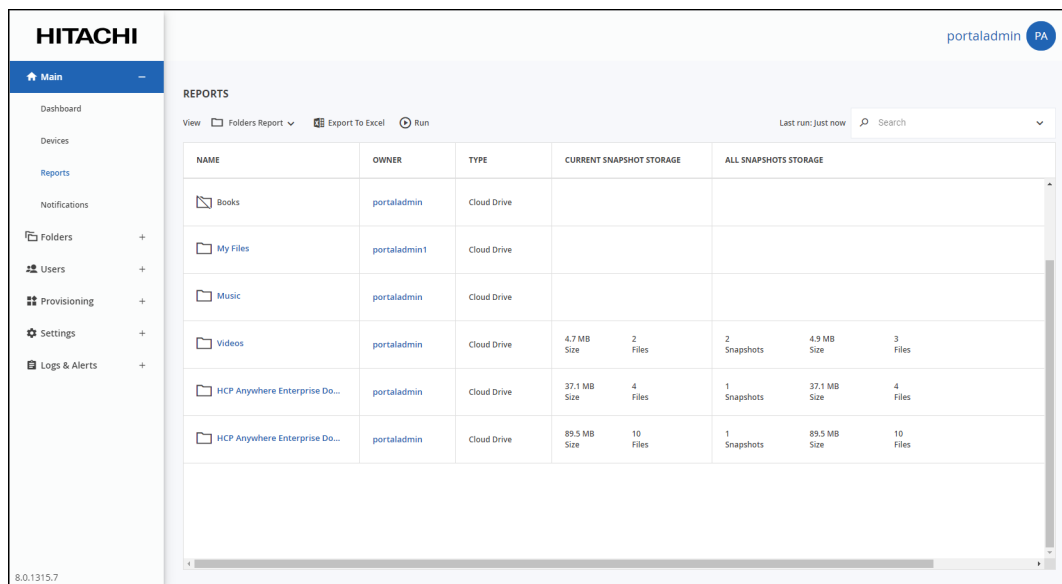 HITACHI
portaladmin PA
Main
Dashboard
Devices
Reports
Notifications
Folders
Users
Provisioning
Settings
Logs & Alerts
8.0.1315.7
REPORTS
View Folders Report Export To Excel Run Last run: Just now Search
NAME OWNER TYPE CURRENT SNAPSHOT STORAGE ALL SNAPSHOTS STORAGE
Books portaladmin Cloud Drive
My Files portaladmin1 Cloud Drive
Music portaladmin Cloud Drive
Videos portaladmin Cloud Drive
4.7 MB 2 2 4.9 MB 3
Size Files Snapshots Size Files
HCP Anywhere Enterprise Do... portaladmin Cloud Drive
37.1 MB 4 1 37.1 MB 4
Size Files Snapshots Size Files
HCP Anywhere Enterprise Do... portaladmin Cloud Drive
89.5 MB 10 1 89.5 MB 10
Size Files Snapshots Size Files